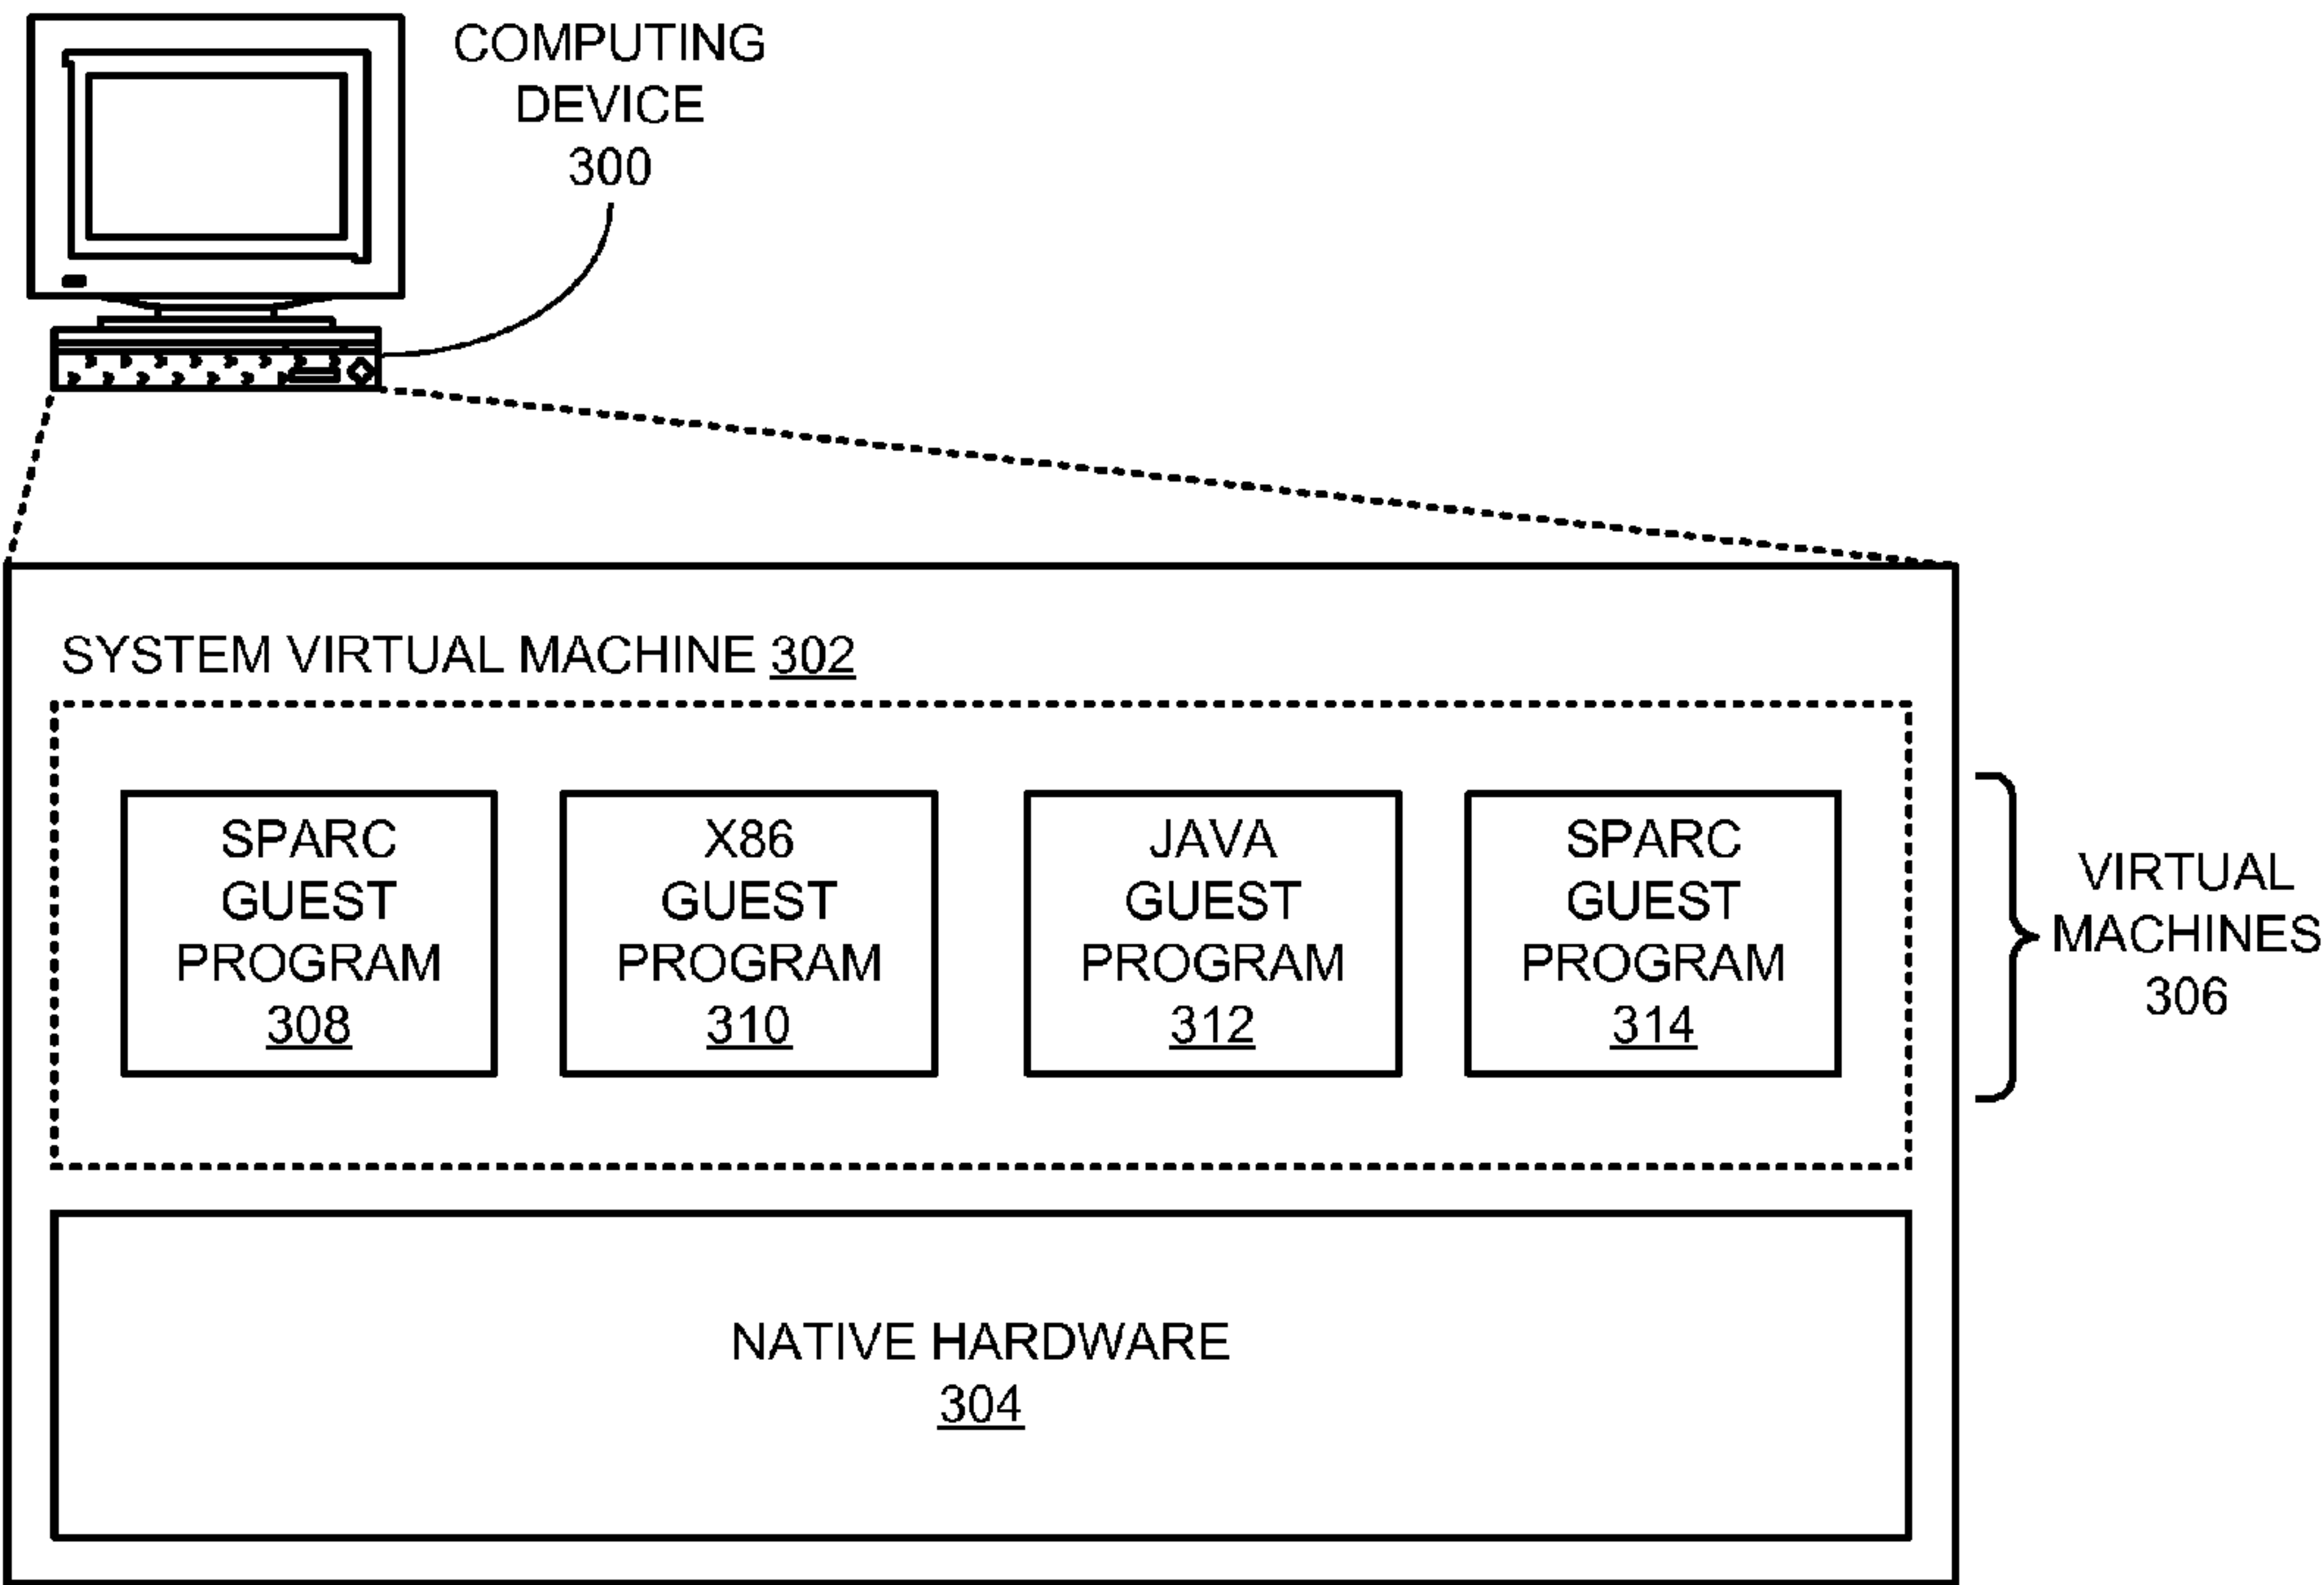 COMPUTING
DEVICE
300
SYSTEM VIRTUAL MACHINE 302
SPARC
GUEST
PROGRAM
308
X86
GUEST
PROGRAM
310
JAVA
GUEST
PROGRAM
312
SPARC
GUEST
PROGRAM
314
VIRTUAL
MACHINES
306
NATIVE HARDWARE
304